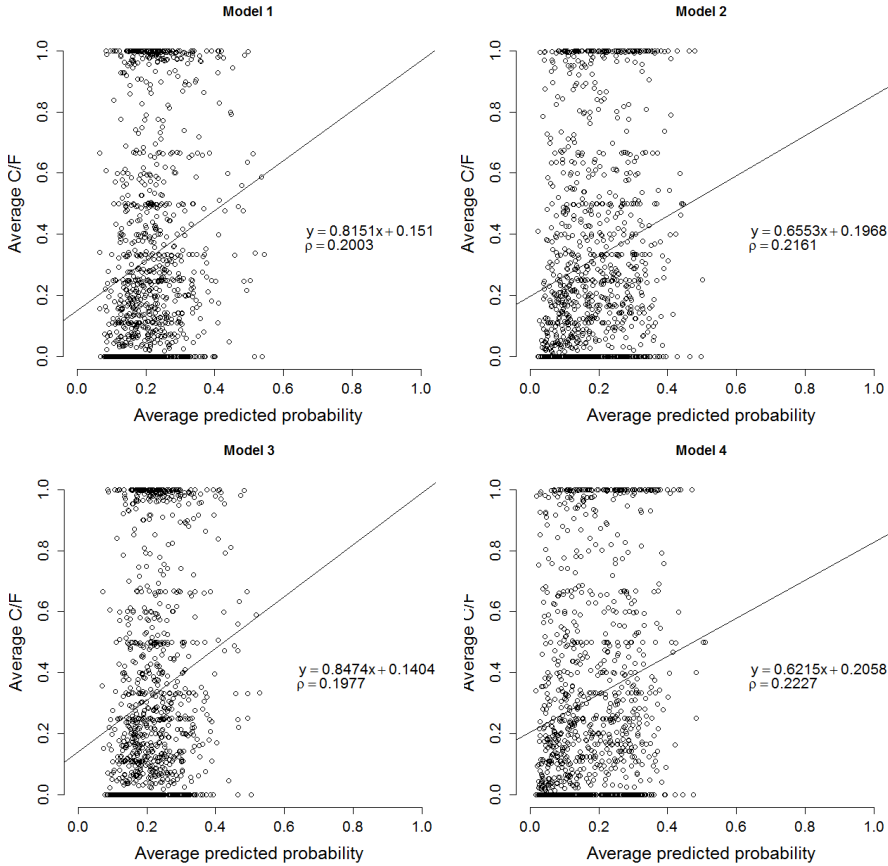 Model 1
1.0
0.8
0.6
0.4
0.2
0.0
Average C/F
y = 0.8151x + 0.151
ρ = 0.2003
0.0 0.2 0.4 0.6 0.8 1.0
Average predicted probability
Model 2
1.0
0.8
0.6
0.4
0.2
0.0
Average C/F
y = 0.6553x + 0.1968
ρ = 0.2161
0.0 0.2 0.4 0.6 0.8 1.0
Average predicted probability
Model 3
1.0
0.8
0.6
0.4
0.2
0.0
Average C/F
y = 0.8474x + 0.1404
ρ = 0.1977
0.0 0.2 0.4 0.6 0.8 1.0
Average predicted probability
Model 4
1.0
0.8
0.6
0.4
0.2
0.0
Average C/F
y = 0.6215x + 0.2058
ρ = 0.2227
0.0 0.2 0.4 0.6 0.8 1.0
Average predicted probability